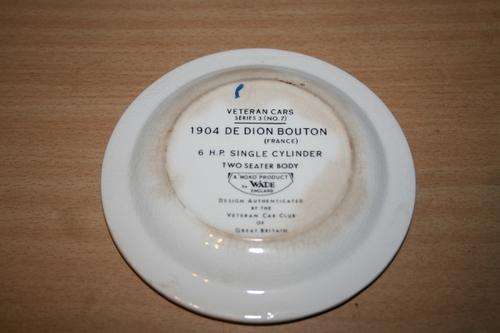 VETERAN CARS
SERIES 3 (NO. 7)
1904 DE DION BOUTON
(FRANCE)
6 H.P. SINGLE CYLINDER
TWO SEATER BODY
A MOKO PRODUCT
by WADE
ENGLAND
DESIGN AUTHENTICATED
BY THE
VETERAN CAR CLUB
OF
GREAT BRITAIN